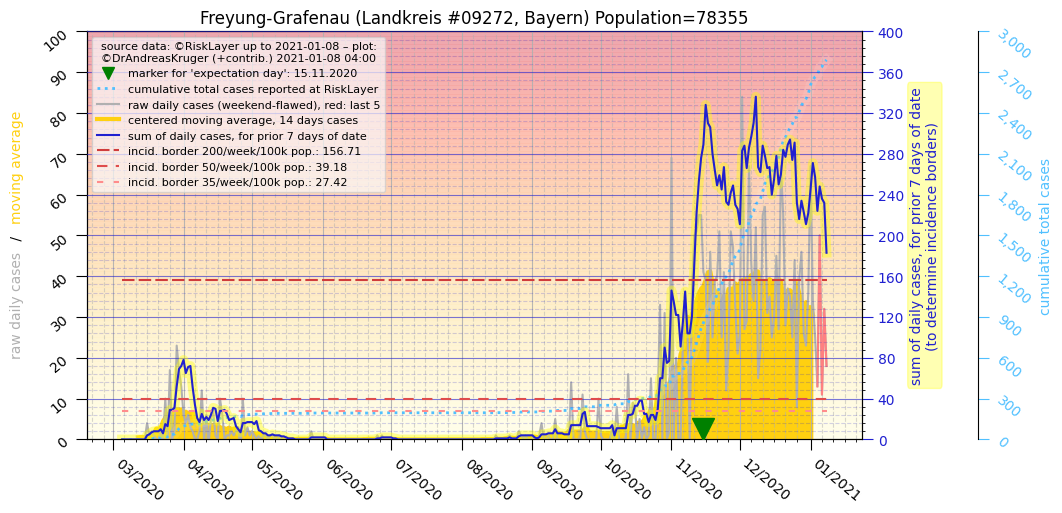 Freyung-Grafenau (Landkreis #09272, Bayern) Population=78355
source data: ©RiskLayer up to 2021-01-08 – plot:
©DrAndreasKruger (+contrib.) 2021-01-08 04:00
marker for 'expectation day': 15.11.2020
cumulative total cases reported at RiskLayer
raw daily cases (weekend-flawed), red: last 5
centered moving average, 14 days cases
sum of daily cases, for prior 7 days of date
incid. border 200/week/100k pop.: 156.71
incid. border 50/week/100k pop.: 39.18
incid. border 35/week/100k pop.: 27.42
raw daily cases / moving average
100
90
80
70
60
50
40
30
20
10
0
03/2020
04/2020
05/2020
06/2020
07/2020
08/2020
09/2020
10/2020
11/2020
12/2020
01/2021
400
360
320
280
240
200
160
120
80
40
0
sum of daily cases, for prior 7 days of date
(to determine incidence borders)
3,000
2,700
2,400
2,100
1,800
1,500
1,200
900
600
300
0
cumulative total cases